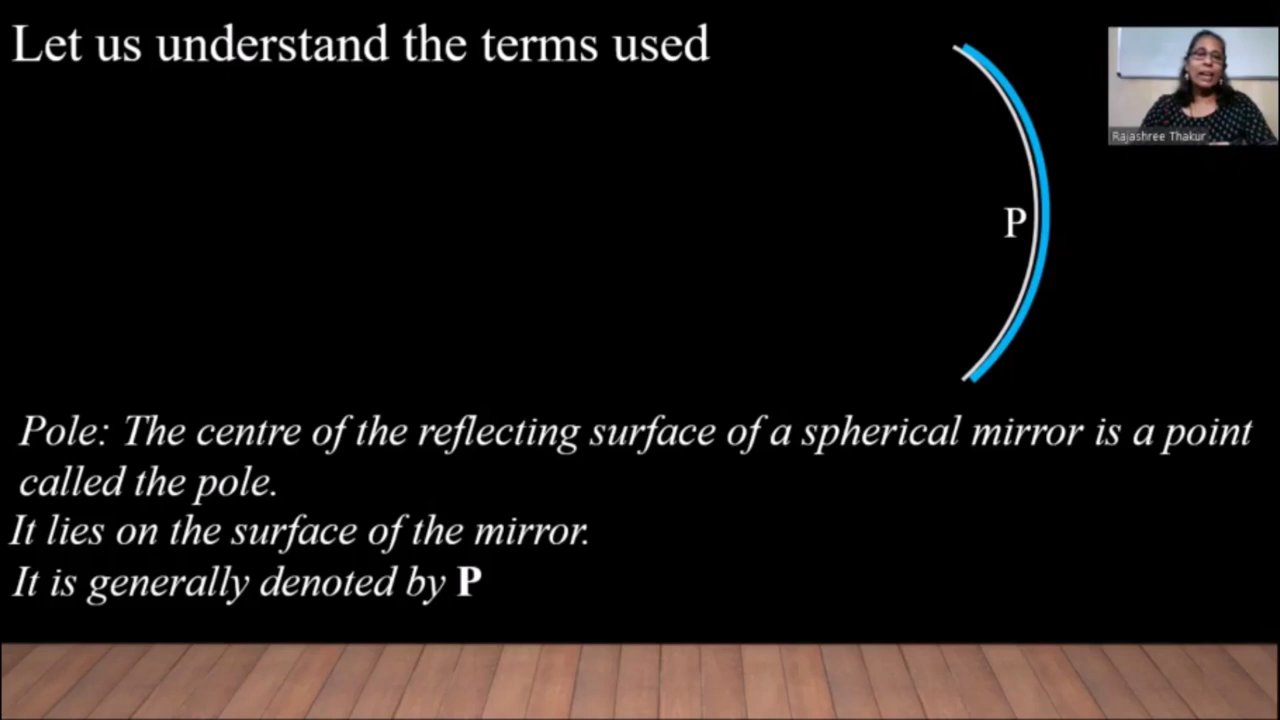 Let us understand the terms used
Rajashree Thakur
P
Pole: The centre of the reflecting surface of a spherical mirror is a point
called the pole.
It lies on the surface of the mirror.
It is generally denoted by P